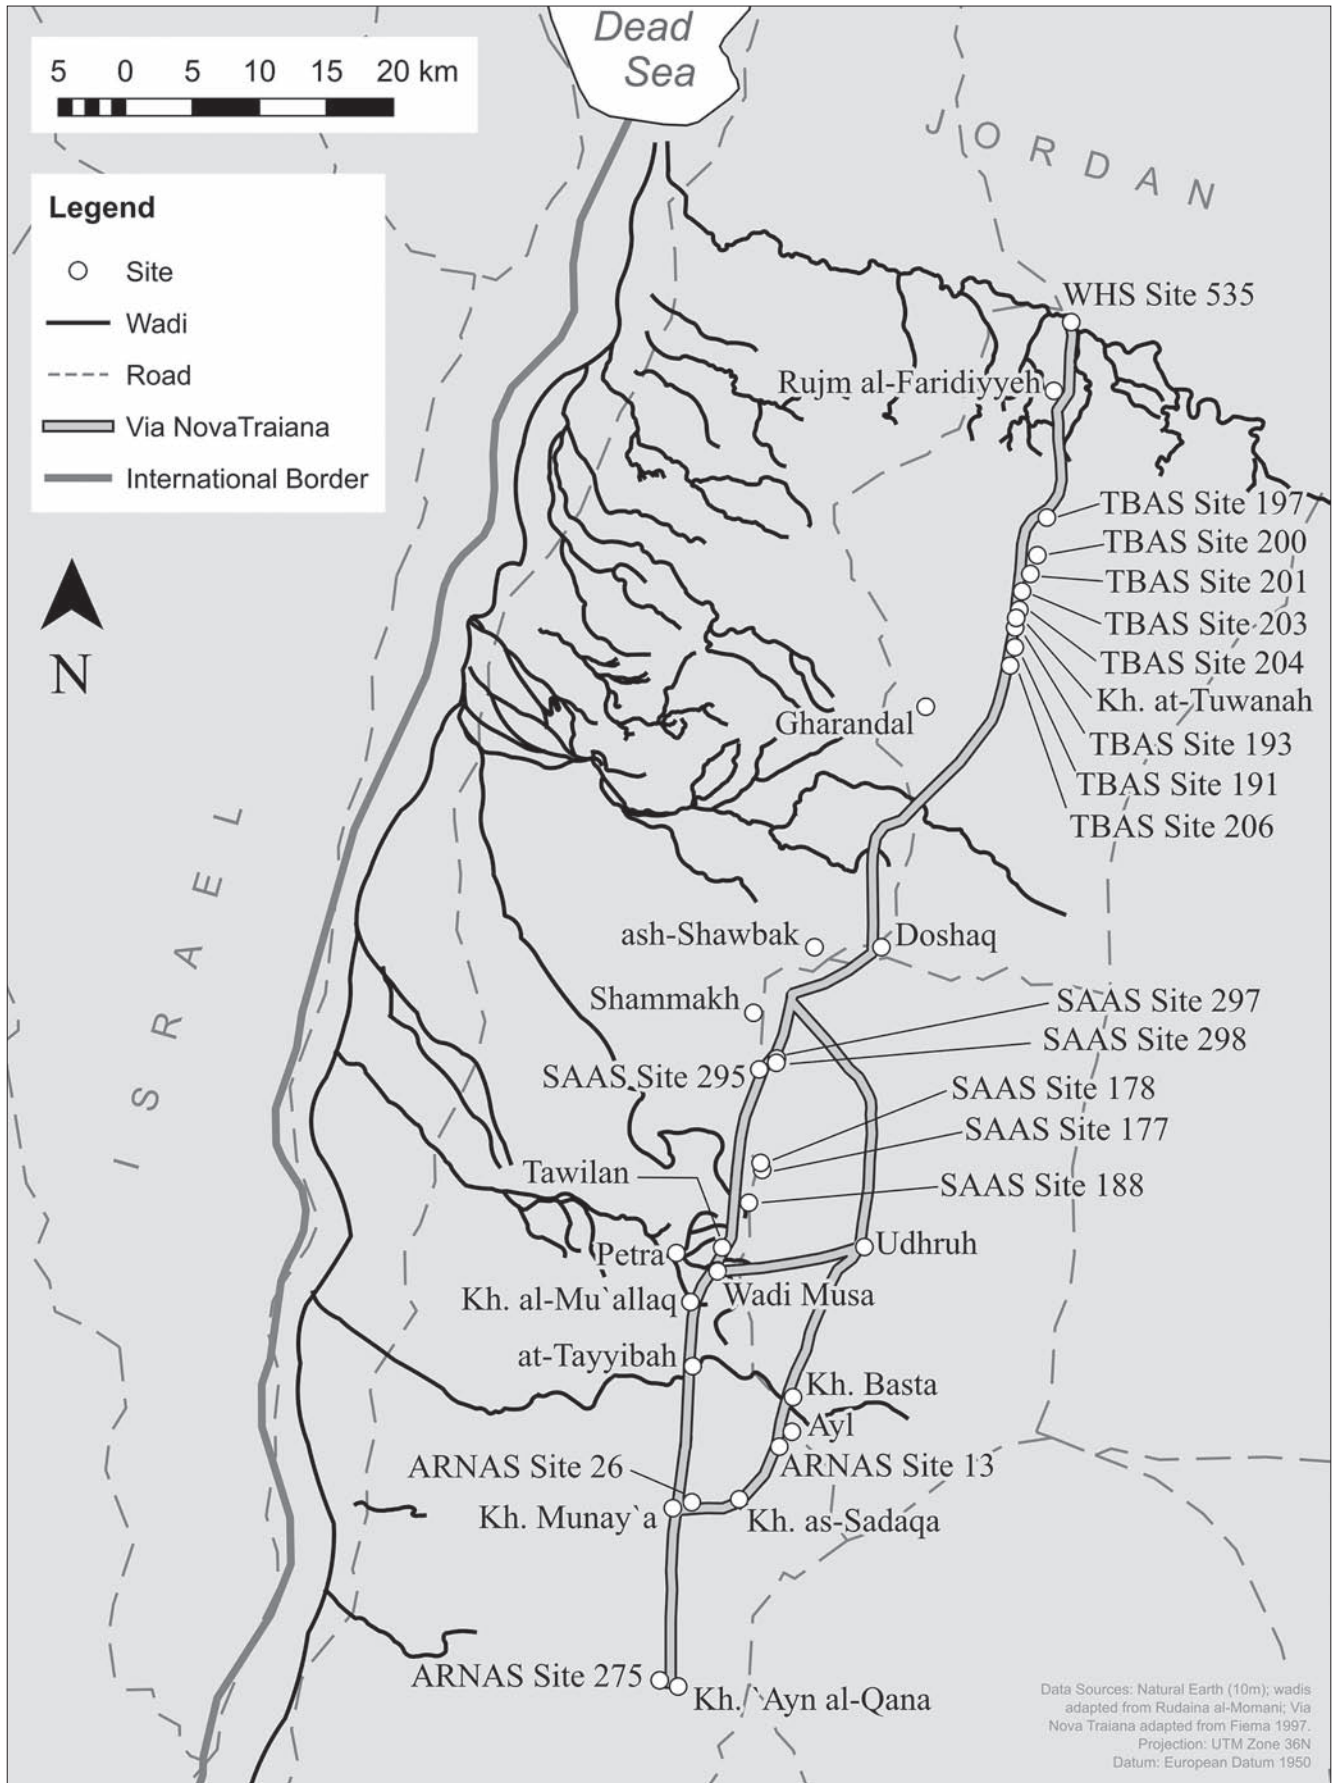 Dead
Sea
5 0 5 10 15 20 km
JORDAN
Legend
Site
Wadi
Road
Via NovaTraiana
International Border
WHS Site 535
Rujm al-Faridiyyeh
TBAS Site 197
TBAS Site 200
TBAS Site 201
TBAS Site 203
TBAS Site 204
Kh. at-Tuwanah
TBAS Site 193
TBAS Site 191
TBAS Site 206
N
Gharandal
ISRAEL
ash-Shawbak
Doshaq
Shammakh
SAAS Site 297
SAAS Site 298
SAAS Site 295
SAAS Site 178
SAAS Site 177
Tawilan
SAAS Site 188
Petra
Udhruh
Kh. al-Mu`allaq
Wadi Musa
at-Tayyibah
Kh. Basta
Ayl
ARNAS Site 26
ARNAS Site 13
Kh. Munay`a
Kh. as-Sadaqa
ARNAS Site 275
Kh. `Ayn al-Qana
Data Sources: Natural Earth (10m); wadis
adapted from Rudaina al-Momani; Via
Nova Traiana adapted from Fiema 1997.
Projection: UTM Zone 36N
Datum: European Datum 1950